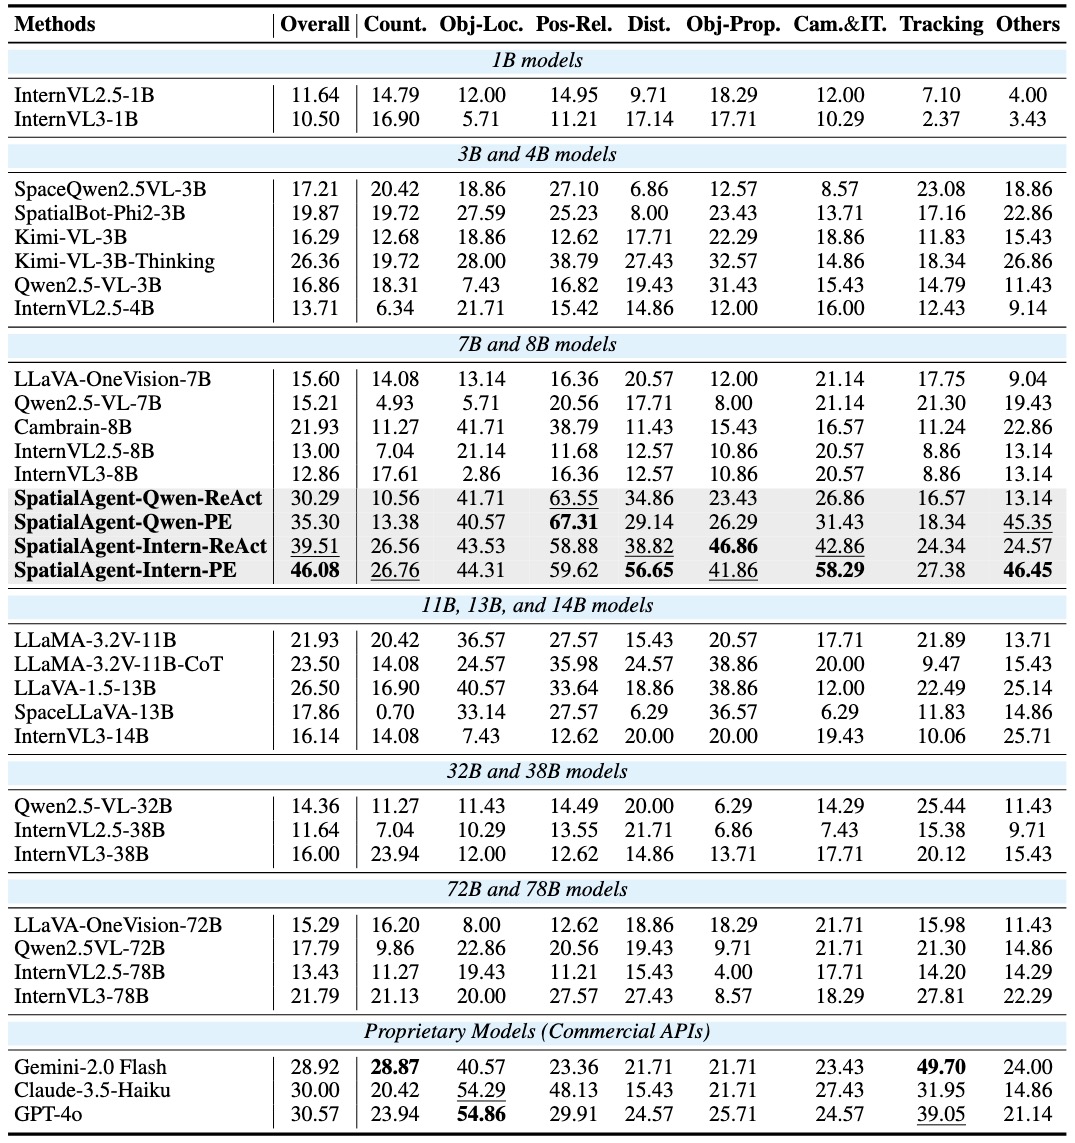 Methods Overall Count. Obj-Loc. Pos-Rel. Dist. Obj-Prop. Cam.&IT. Tracking Others
1B models
InternVL2.5-1B 11.64 14.79 12.00 14.95 9.71 18.29 12.00 7.10 4.00
InternVL3-1B 10.50 16.90 5.71 11.21 17.14 17.71 10.29 2.37 3.43
3B and 4B models
SpaceQwen2.5VL-3B 17.21 20.42 18.86 27.10 6.86 12.57 8.57 23.08 18.86
SpatialBot-Phi2-3B 19.87 19.72 27.59 25.23 8.00 23.43 13.71 17.16 22.86
Kimi-VL-3B 16.29 12.68 18.86 12.62 17.71 22.29 18.86 11.83 15.43
Kimi-VL-3B-Thinking 26.36 19.72 28.00 38.79 27.43 32.57 14.86 18.34 26.86
Qwen2.5-VL-3B 16.86 18.31 7.43 16.82 19.43 31.43 15.43 14.79 11.43
InternVL2.5-4B 13.71 6.34 21.71 15.42 14.86 12.00 16.00 12.43 9.14
7B and 8B models
LLaVA-OneVision-7B 15.60 14.08 13.14 16.36 20.57 12.00 21.14 17.75 9.04
Qwen2.5-VL-7B 15.21 4.93 5.71 20.56 17.71 8.00 21.14 21.30 19.43
Cambrain-8B 21.93 11.27 41.71 38.79 11.43 15.43 16.57 11.24 22.86
InternVL2.5-8B 13.00 7.04 21.14 11.68 12.57 10.86 20.57 8.86 13.14
InternVL3-8B 12.86 17.61 2.86 16.36 12.57 10.86 20.57 8.86 13.14
SpatialAgent-Qwen-ReAct 30.29 10.56 41.71 63.55 34.86 23.43 26.86 16.57 13.14
SpatialAgent-Qwen-PE 35.30 13.38 40.57 67.31 29.14 26.29 31.43 18.34 45.35
SpatialAgent-Intern-ReAct 39.51 26.56 43.53 58.88 38.82 46.86 42.86 24.34 24.57
SpatialAgent-Intern-PE 46.08 26.76 44.31 59.62 56.65 41.86 58.29 27.38 46.45
11B, 13B, and 14B models
LLaMA-3.2V-11B 21.93 20.42 36.57 27.57 15.43 20.57 17.71 21.89 13.71
LLaMA-3.2V-11B-CoT 23.50 14.08 24.57 35.98 24.57 38.86 20.00 9.47 15.43
LLaVA-1.5-13B 26.50 16.90 40.57 33.64 18.86 38.86 12.00 22.49 25.14
SpaceLLaVA-13B 17.86 0.70 33.14 27.57 6.29 36.57 6.29 11.83 14.86
InternVL3-14B 16.14 14.08 7.43 12.62 20.00 20.00 19.43 10.06 25.71
32B and 38B models
Qwen2.5-VL-32B 14.36 11.27 11.43 14.49 20.00 6.29 14.29 25.44 11.43
InternVL2.5-38B 11.64 7.04 10.29 13.55 21.71 6.86 7.43 15.38 9.71
InternVL3-38B 16.00 23.94 12.00 12.62 14.86 13.71 17.71 20.12 15.43
72B and 78B models
LLaVA-OneVision-72B 15.29 16.20 8.00 12.62 18.86 18.29 21.71 15.98 11.43
Qwen2.5VL-72B 17.79 9.86 22.86 20.56 19.43 9.71 21.71 21.30 14.86
InternVL2.5-78B 13.43 11.27 19.43 11.21 15.43 4.00 17.71 14.20 14.29
InternVL3-78B 21.79 21.13 20.00 27.57 27.43 8.57 18.29 27.81 22.29
Proprietary Models (Commercial APIs)
Gemini-2.0 Flash 28.92 28.87 40.57 23.36 21.71 21.71 23.43 49.70 24.00
Claude-3.5-Haiku 30.00 20.42 54.29 48.13 15.43 21.71 27.43 31.95 14.86
GPT-4o 30.57 23.94 54.86 29.91 24.57 25.71 24.57 39.05 21.14